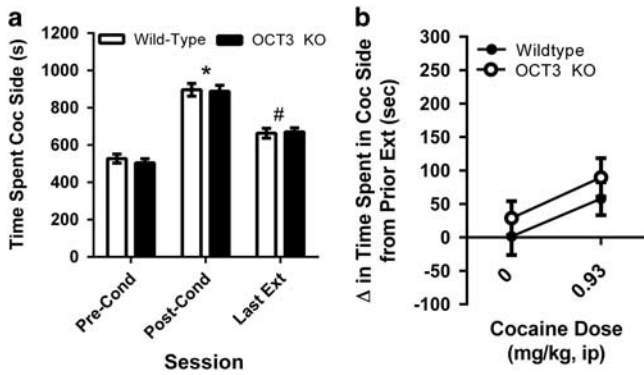 a
Wild-Type
OCT3 KO
Time Spent Coc Side (s)
1200
1000
800
600
400
200
0
*
#
Pre-Cond
Post-Cond
Last Ext
Session
b
Wildtype
OCT3 KO
Δ in Time Spent in Coc Side
from Prior Ext (sec)
300
250
200
150
100
50
0
-50
-100
0
0.93
Cocaine Dose
(mg/kg, ip)